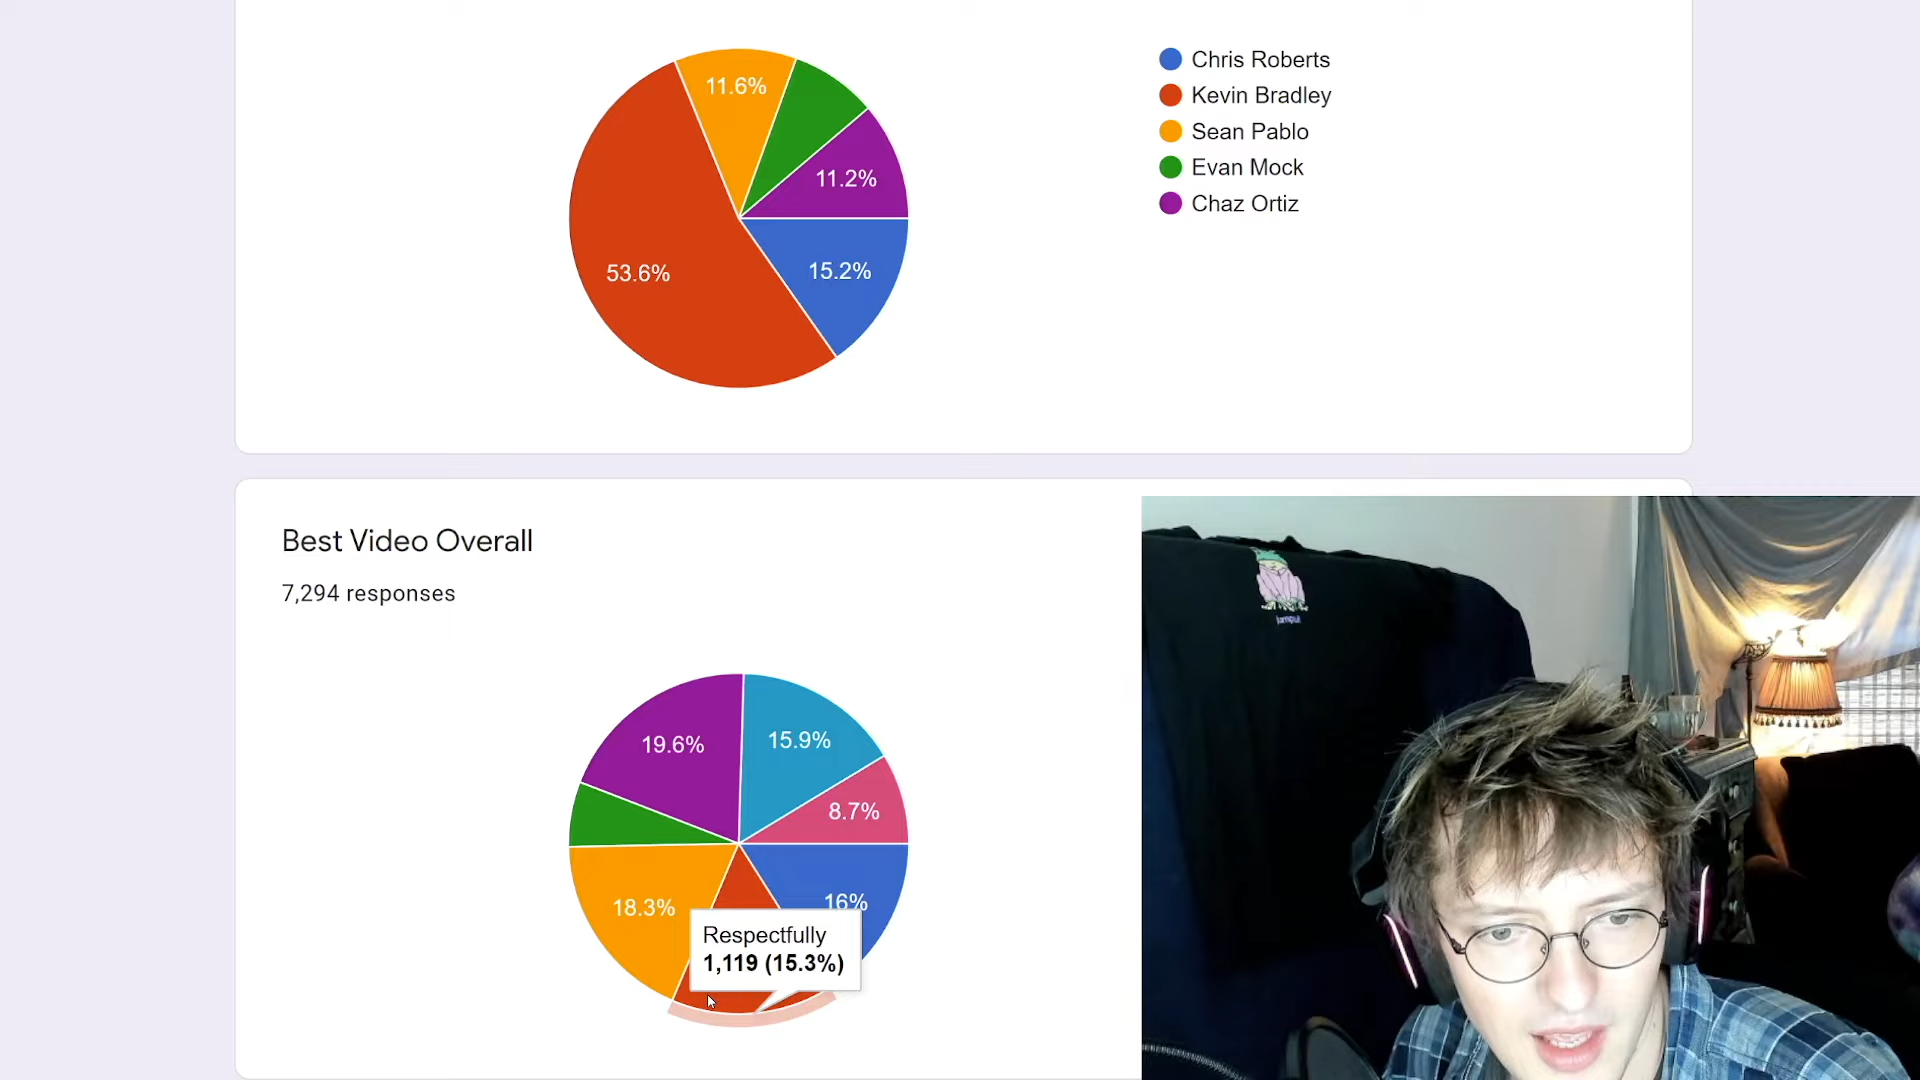 11.6%
11.2%
53.6%
15.2%
Chris Roberts
Kevin Bradley
Sean Pablo
Evan Mock
Chaz Ortiz
Best Video Overall
7,294 responses
19.6%
15.9%
8.7%
18.3%
16%
Respectfully
1,119 (15.3%)